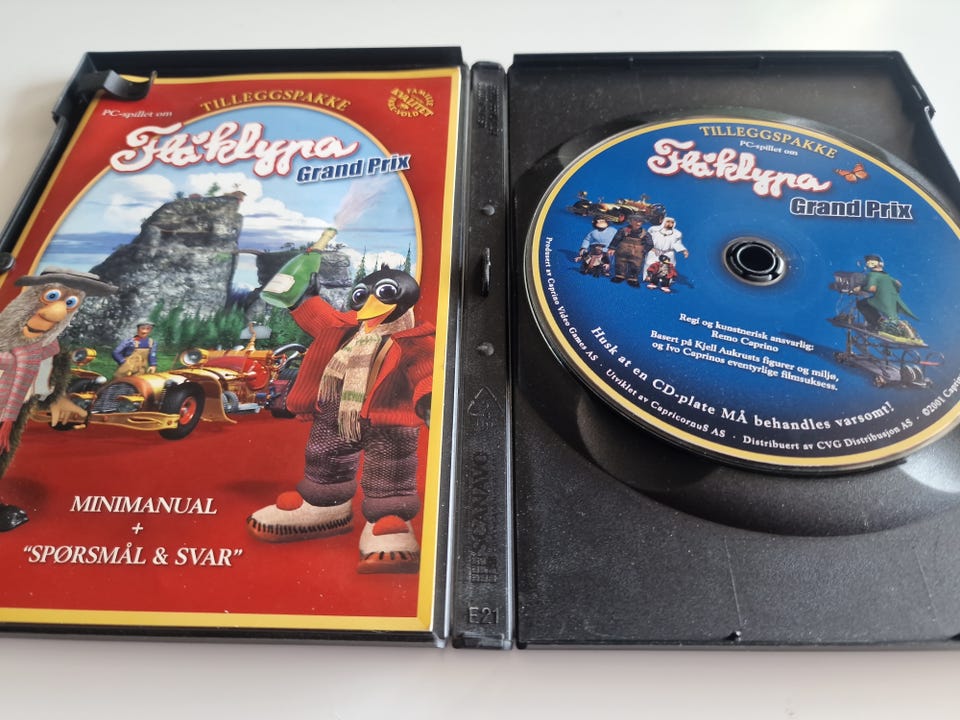 TILLEGGSPAKKE
PC-spillet om
Flåklypa
Grand Prix
FAMILIE
KVALITET
MINIMANUAL
+
"SPØRSMÅL & SVAR"
SCANAVO
E21
TILLEGGSPAKKE
PC-spillet om
Flåklypa
Grand Prix
Regi og kunstnerisk ansvarlig:
Remo Caprino
Basert på Kjell Aukrusts figurer og miljø,
og Ivo Caprinos eventyrlige filmsuksess.
Husk at en CD-plate MÅ behandles varsomt!
Produsert av Caprino Video Games AS · Utviklet av CapricornuS AS · Distribuert av CVG Distribusjon AS · ©2001